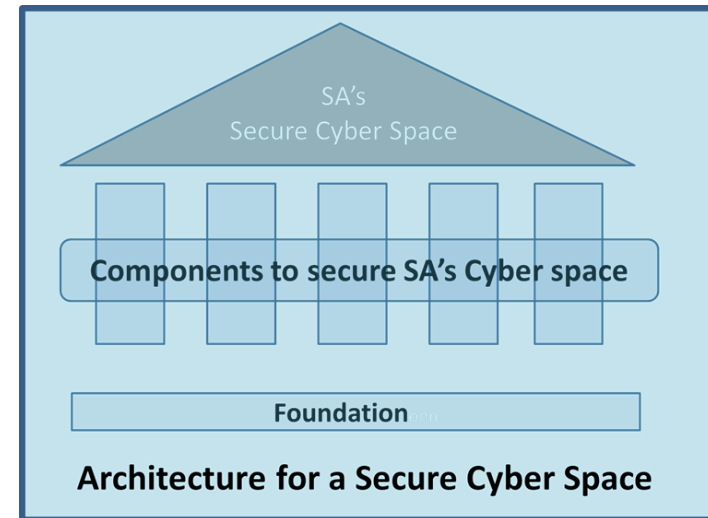 SA's
Secure Cyber Space
Components to secure SA's Cyber space
Foundation
Architecture for a Secure Cyber Space